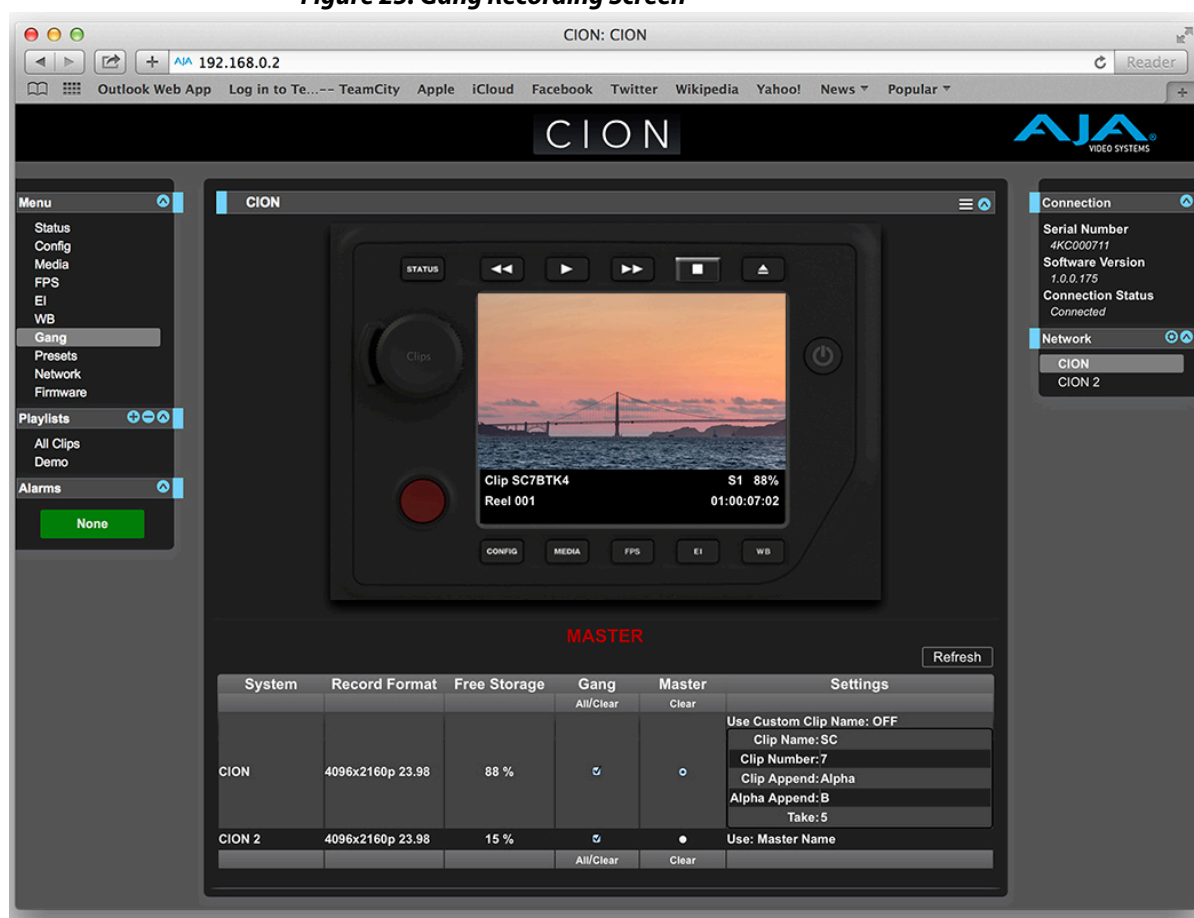 Figure 25. Gang Recording Screen
CION: CION
AJA 192.168.0.2
Reader
Outlook Web App Log in to Te...-- TeamCity Apple iCloud Facebook Twitter Wikipedia Yahoo! News Popular
CION
AJA
VIDEO SYSTEMS
Menu
Status
Config
Media
FPS
EI
WB
Gang
Presets
Network
Firmware
Playlists
All Clips
Demo
Alarms
None
CION
STATUS
Clips
Clip SC7BTK4 S1 88%
Reel 001 01:00:07:02
CONFIG MEDIA FPS EI WB
Connection
Serial Number
4KC000711
Software Version
1.0.0.175
Connection Status
Connected
Network
CION
CION 2
MASTER
Refresh
System Record Format Free Storage Gang Master Settings
All/Clear Clear
CION 4096x2160p 23.98 88 %
Use Custom Clip Name: OFF
Clip Name: SC
Clip Number: 7
Clip Append: Alpha
Alpha Append: B
Take: 5
CION 2 4096x2160p 23.98 15 % Use: Master Name
All/Clear Clear